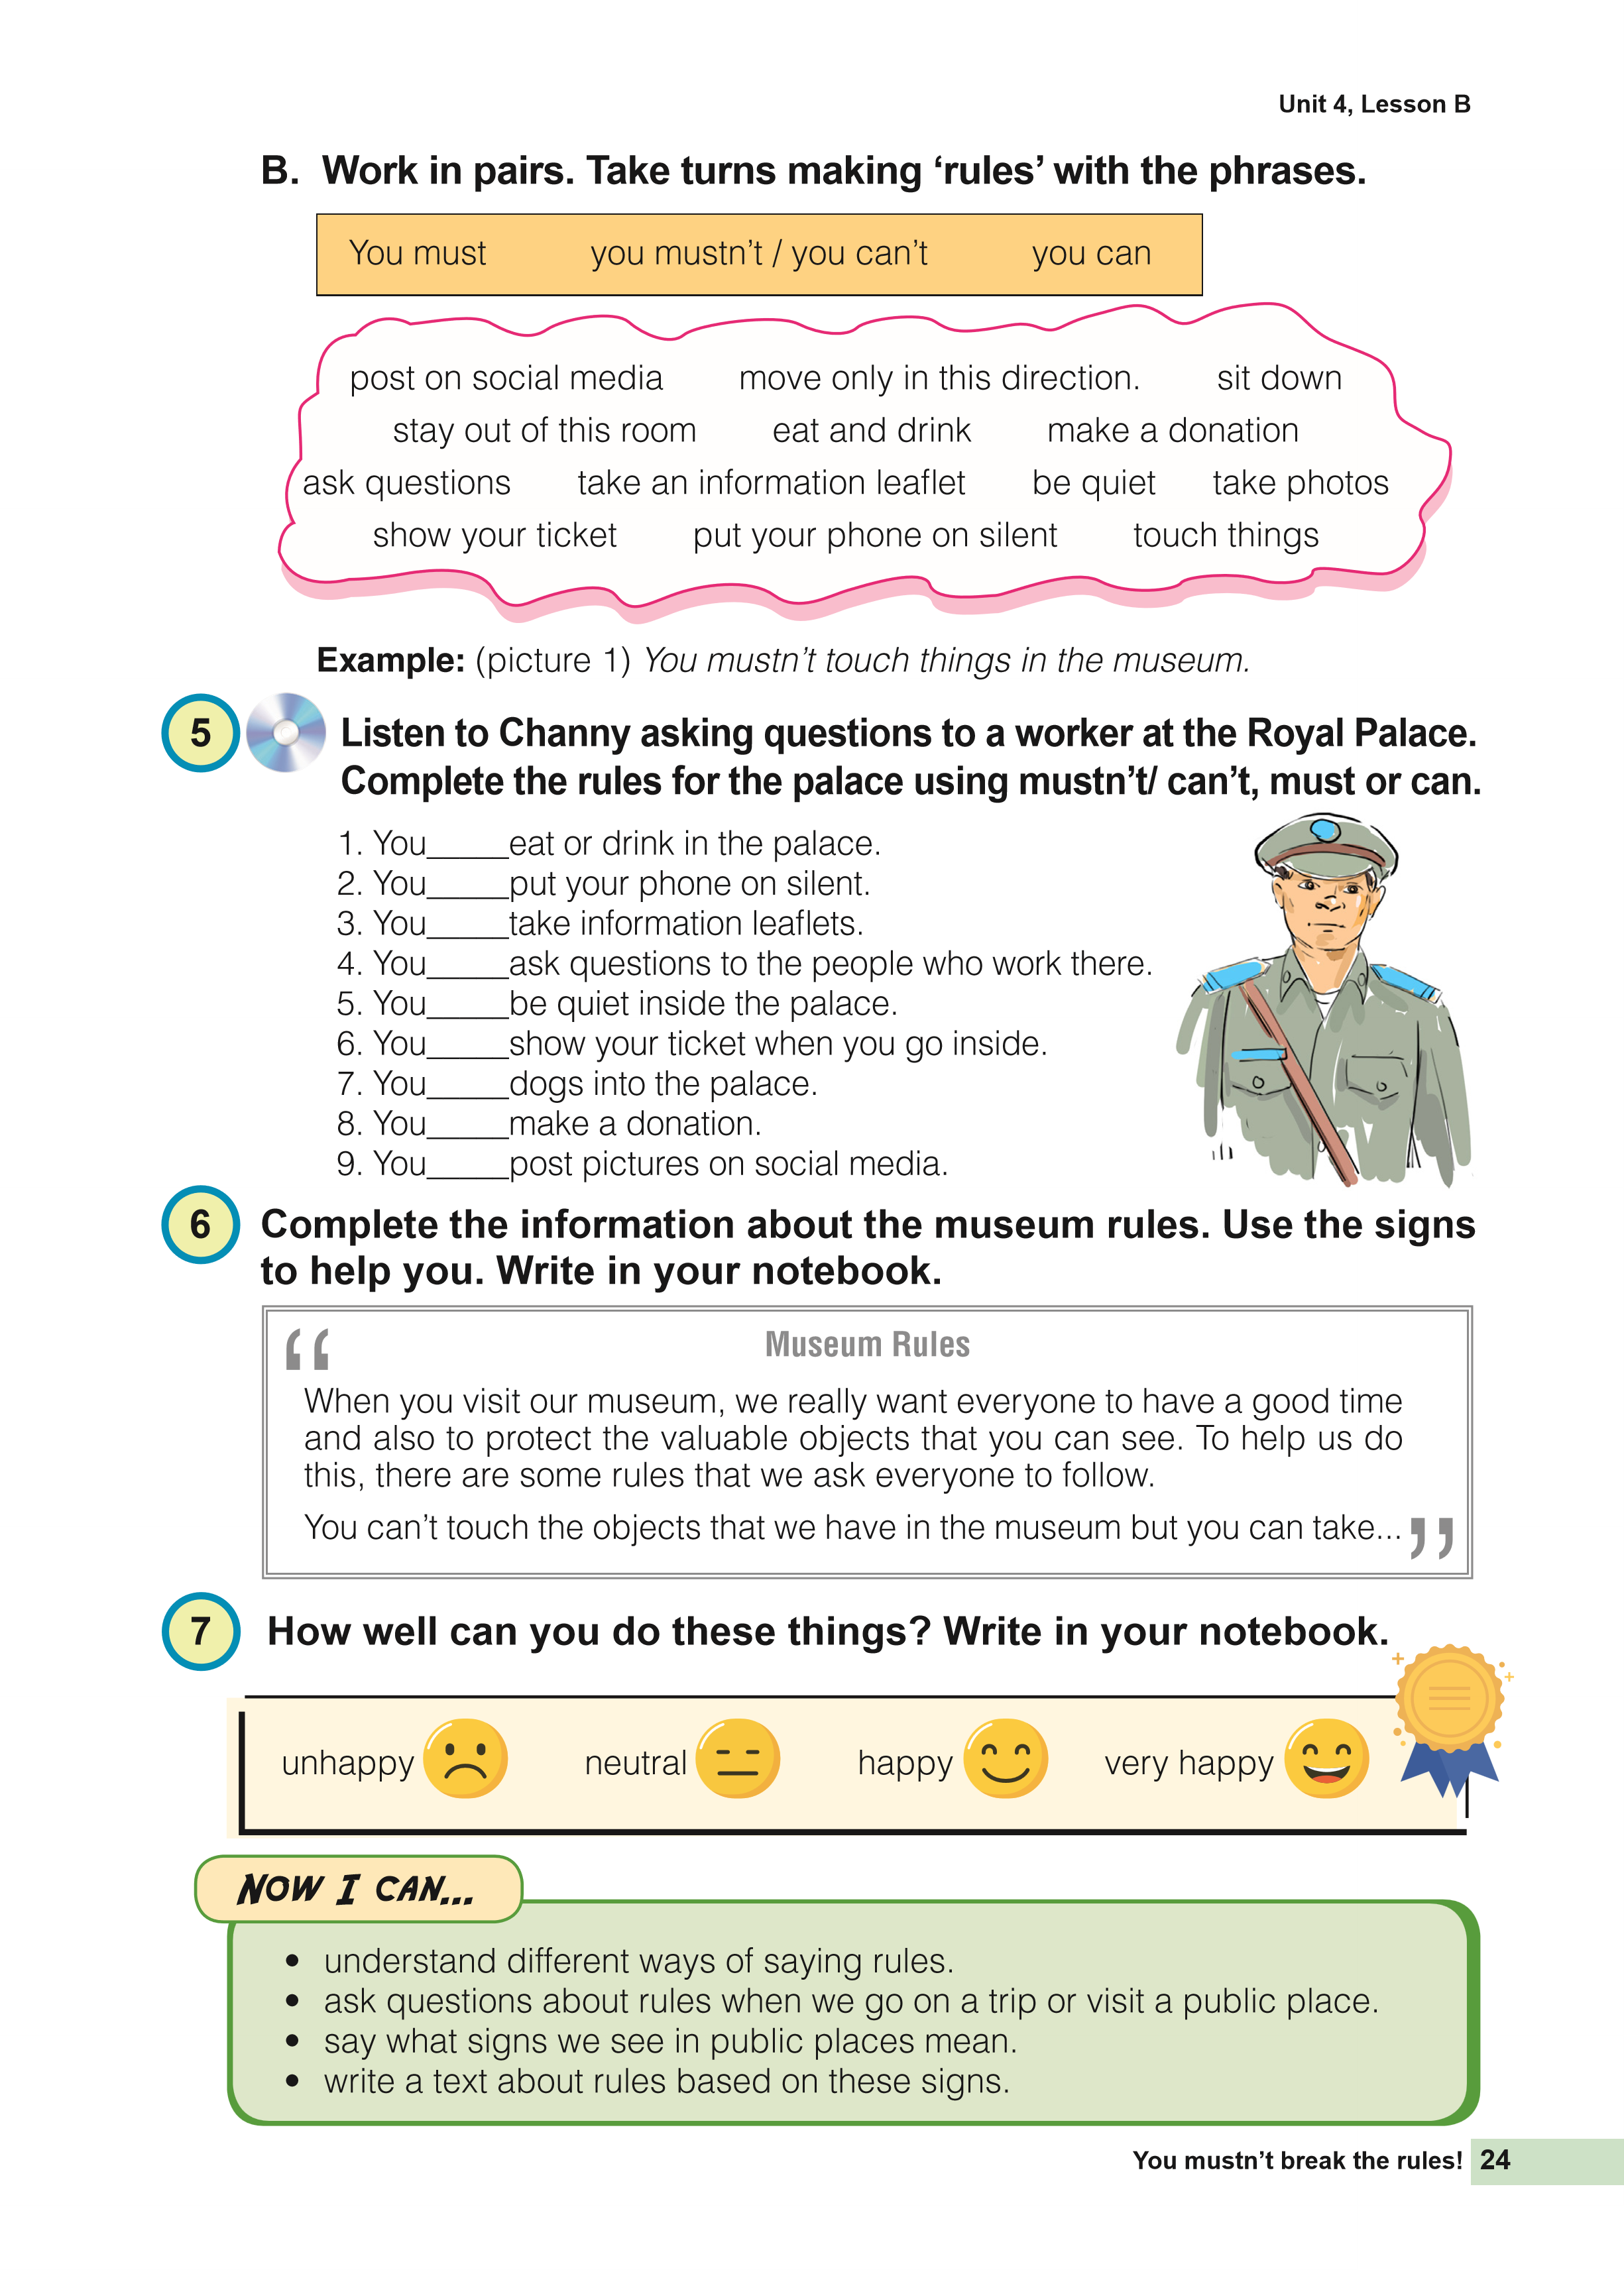 Unit 4, Lesson B
B. Work in pairs. Take turns making ‘rules’ with the phrases.
You must you mustn’t / you can’t you can
post on social media move only in this direction. sit down
stay out of this room eat and drink make a donation
ask questions take an information leaflet be quiet take photos
show your ticket put your phone on silent touch things
Example: (picture 1) You mustn’t touch things in the museum.
5 Listen to Channy asking questions to a worker at the Royal Palace.
Complete the rules for the palace using mustn’t/ can’t, must or can.
1. You_____eat or drink in the palace.
2. You_____put your phone on silent.
3. You_____take information leaflets.
4. You_____ask questions to the people who work there.
5. You_____be quiet inside the palace.
6. You_____show your ticket when you go inside.
7. You_____dogs into the palace.
8. You_____make a donation.
9. You_____post pictures on social media.
6 Complete the information about the museum rules. Use the signs
to help you. Write in your notebook.
“ Museum Rules
When you visit our museum, we really want everyone to have a good time
and also to protect the valuable objects that you can see. To help us do
this, there are some rules that we ask everyone to follow.
You can’t touch the objects that we have in the museum but you can take... ”
7 How well can you do these things? Write in your notebook.
unhappy neutral happy very happy
NOW I CAN...
• understand different ways of saying rules.
• ask questions about rules when we go on a trip or visit a public place.
• say what signs we see in public places mean.
• write a text about rules based on these signs.
You mustn’t break the rules! 24